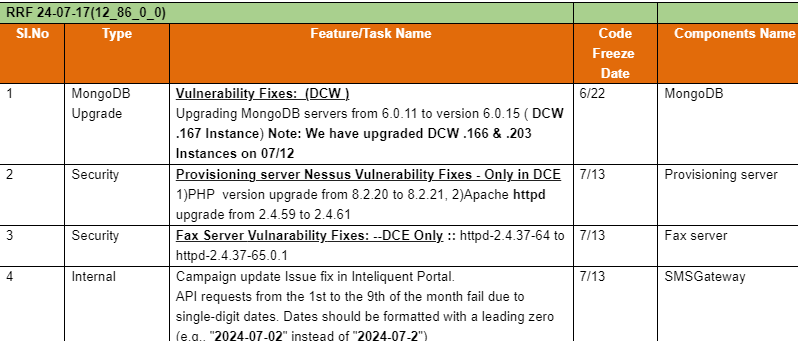 RRF 24-07-17(12_86_0_0)
Sl.No Type Feature/Task Name Code Freeze Date Components Name
1 MongoDB Upgrade Vulnerability Fixes: (DCW ) 6/22 MongoDB
Upgrading MongoDB servers from 6.0.11 to version 6.0.15 ( DCW
.167 Instance) Note: We have upgraded DCW .166 & .203
Instances on 07/12
2 Security Provisioning server Nessus Vulnerability Fixes - Only in DCE 7/13 Provisioning server
1)PHP version upgrade from 8.2.20 to 8.2.21, 2)Apache httpd
upgrade from 2.4.59 to 2.4.61
3 Security Fax Server Vulnarability Fixes: --DCE Only :: httpd-2.4.37-64 to 7/13 Fax server
httpd-2.4.37-65.0.1
4 Internal Campaign update Issue fix in Inteliquent Portal. 7/13 SMSGateway
API requests from the 1st to the 9th of the month fail due to
single-digit dates. Dates should be formatted with a leading zero
(e.g., "2024-07-02" instead of "2024-07-2")